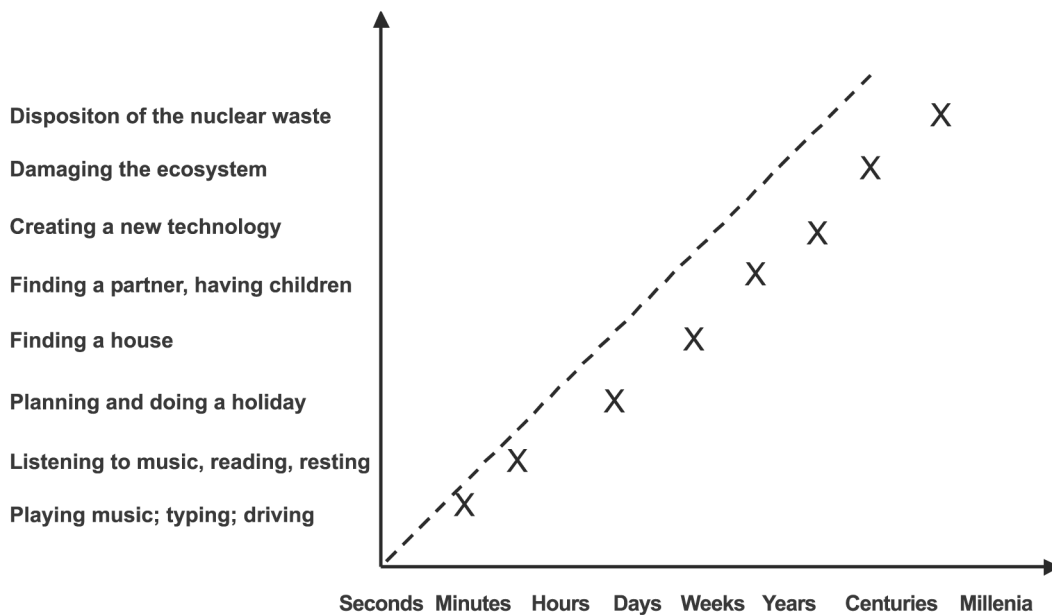 Dispositon of the nuclear waste
Damaging the ecosystem
Creating a new technology
Finding a partner, having children
Finding a house
Planning and doing a holiday
Listening to music, reading, resting
Playing music; typing; driving
Seconds Minutes Hours Days Weeks Years Centuries Millenia